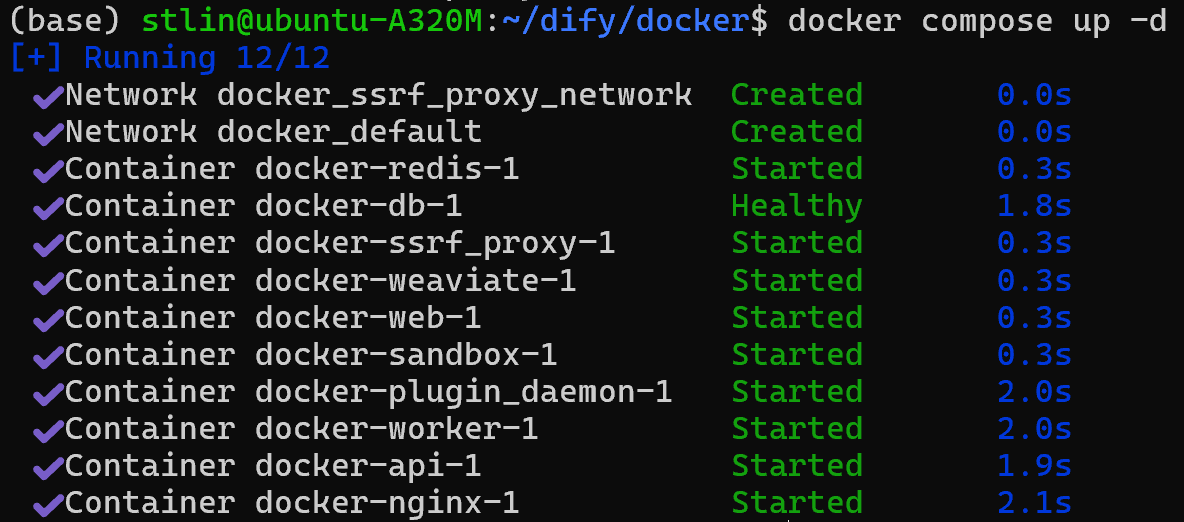 (base) stlin@ubuntu-A320M:~/dify/docker$ docker compose up -d
[+] Running 12/12
✔Network docker_ssrf_proxy_network Created 0.0s
✔Network docker_default Created 0.0s
✔Container docker-redis-1 Started 0.3s
✔Container docker-db-1 Healthy 1.8s
✔Container docker-ssrf_proxy-1 Started 0.3s
✔Container docker-weaviate-1 Started 0.3s
✔Container docker-web-1 Started 0.3s
✔Container docker-sandbox-1 Started 0.3s
✔Container docker-plugin_daemon-1 Started 2.0s
✔Container docker-worker-1 Started 2.0s
✔Container docker-api-1 Started 1.9s
✔Container docker-nginx-1 Started 2.1s